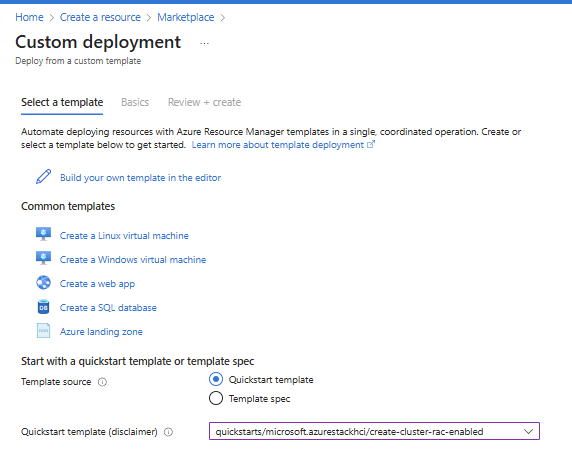 Home > Create a resource > Marketplace >
Custom deployment ...
Deploy from a custom template
Select a template Basics Review + create
Automate deploying resources with Azure Resource Manager templates in a single, coordinated operation. Create or
select a template below to get started. Learn more about template deployment
Build your own template in the editor
Common templates
Create a Linux virtual machine
Create a Windows virtual machine
Create a web app
DB Create a SQL database
Azure landing zone
Start with a quickstart template or template spec
Template source Quickstart template
Template spec
Quickstart template (disclaimer) quickstarts/microsoft.azurestackhci/create-cluster-rac-enabled